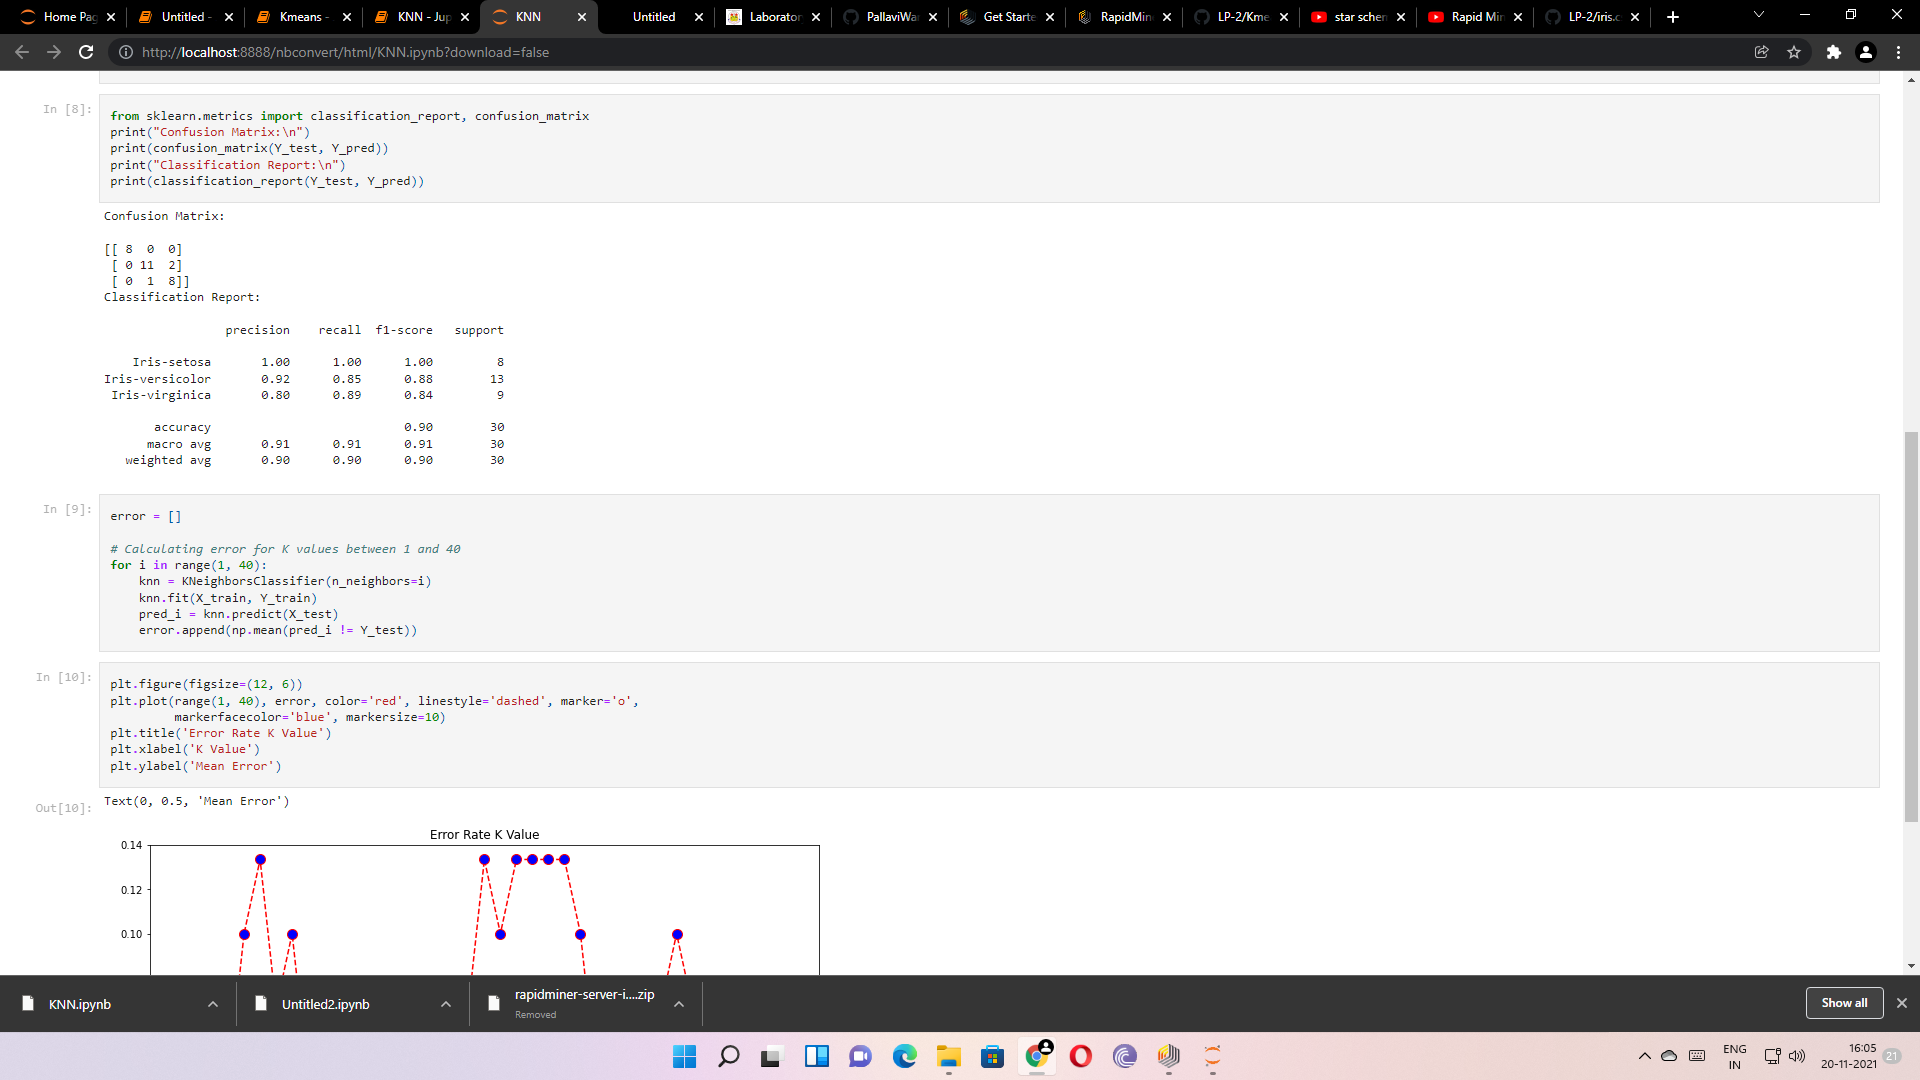 Home Pag
Untitled -
Kmeans -
KNN - Jup
KNN
Untitled
Laborator
PallaviWa
Get Starte
RapidMin
LP-2/Kme
star schem
Rapid Min
LP-2/iris.c
http://localhost:8888/nbconvert/html/KNN.ipynb?download=false
In [8]:
from sklearn.metrics import classification_report, confusion_matrix
print("Confusion Matrix:\n")
print(confusion_matrix(Y_test, Y_pred))
print("Classification Report:\n")
print(classification_report(Y_test, Y_pred))
Confusion Matrix:
[[ 8  0  0]
[ 0 11  2]
[ 0  1  8]]
Classification Report:
precision recall f1-score support
Iris-setosa 1.00 1.00 1.00 8
Iris-versicolor 0.92 0.85 0.88 13
Iris-virginica 0.80 0.89 0.84 9
accuracy 0.90 30
macro avg 0.91 0.91 0.91 30
weighted avg 0.90 0.90 0.90 30
In [9]:
error = []
# Calculating error for K values between 1 and 40
for i in range(1, 40):
knn = KNeighborsClassifier(n_neighbors=i)
knn.fit(X_train, Y_train)
pred_i = knn.predict(X_test)
error.append(np.mean(pred_i != Y_test))
In [10]:
plt.figure(figsize=(12, 6))
plt.plot(range(1, 40), error, color='red', linestyle='dashed', marker='o',
markerfacecolor='blue', markersize=10)
plt.title('Error Rate K Value')
plt.xlabel('K Value')
plt.ylabel('Mean Error')
Out[10]:
Text(0, 0.5, 'Mean Error')
Error Rate K Value
0.14
0.12
0.10
KNN.ipynb
Untitled2.ipynb
rapidminer-server-i....zip
Removed
Show all
ENG
IN
16:05
20-11-2021
21